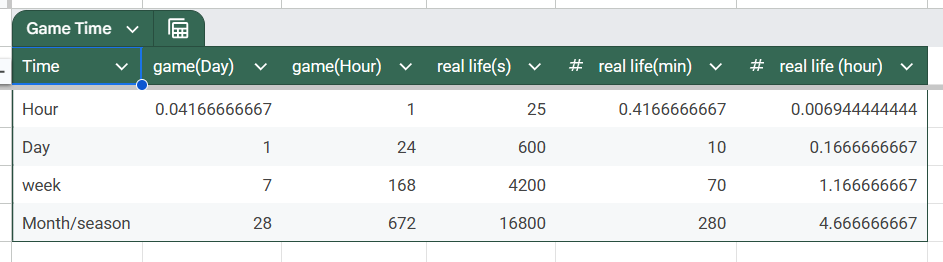 Game Time
Time game(Day) game(Hour) real life(s) # real life(min) # real life (hour)
Hour 0.04166666667 1 25 0.4166666667 0.006944444444
Day 1 24 600 10 0.1666666667
week 7 168 4200 70 1.166666667
Month/season 28 672 16800 280 4.666666667